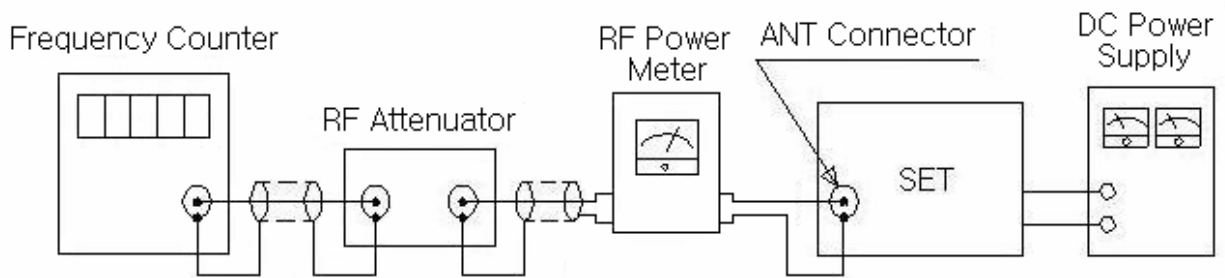 Frequency Counter
RF Attenuator
RF Power
Meter
ANT Connector
SET
DC Power
Supply